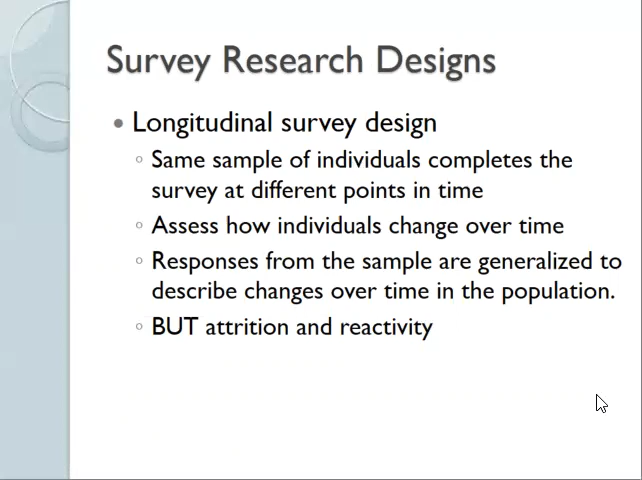 Survey Research Designs
Longitudinal survey design
Same sample of individuals completes the
survey at different points in time
Assess how individuals change over time
Responses from the sample are generalized to
describe changes over time in the population.
BUT attrition and reactivity